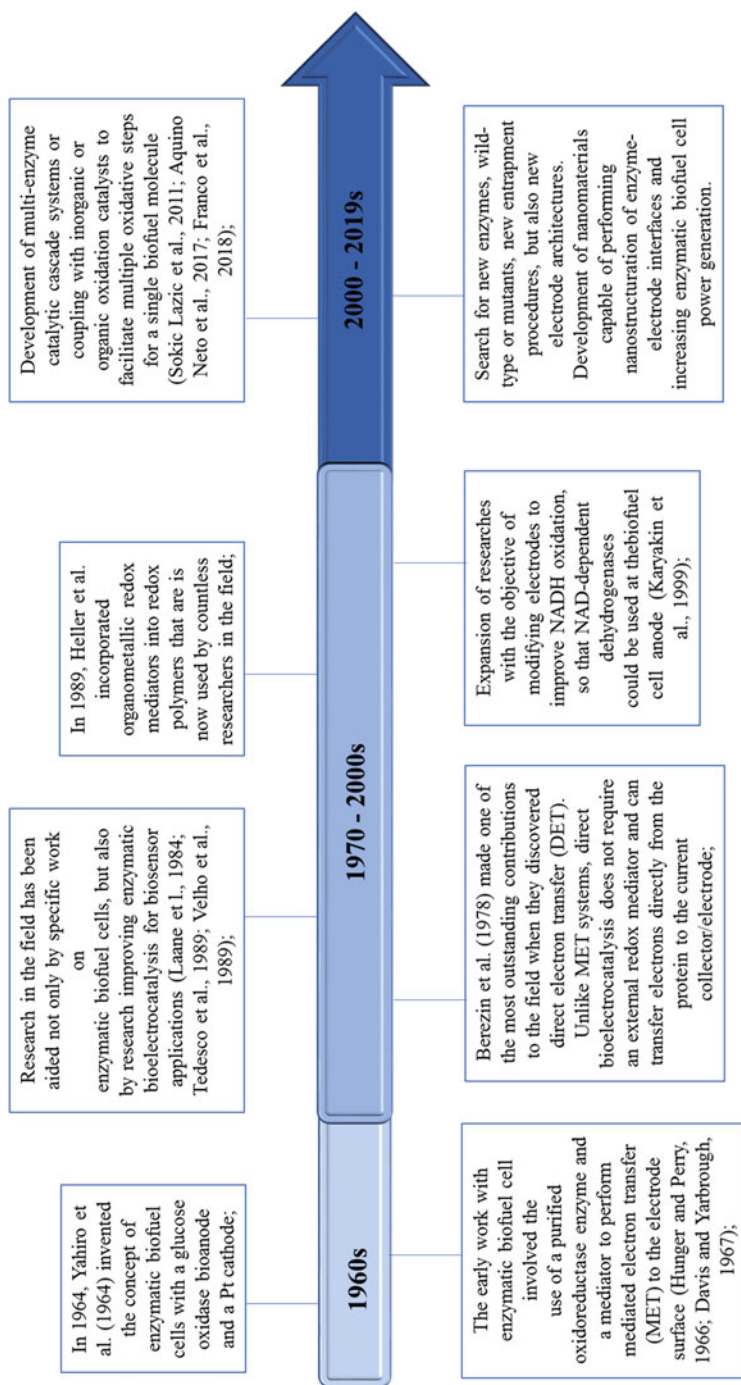 In 1964, Yahiro et
al. (1964) invented
the concept of
enzymatic biofuel
cells with a glucose
oxidase bioanode
and a Pt cathode;
Research in the field has been
aided not only by specific work
on
enzymatic biofuel cells, but also
by research improving enzymatic
bioelectrocatalysis for biosensor
applications (Laane et l., 1984;
Tedesco et al., 1989; Velho et al.,
1989);
In 1989, Heller et al.
incorporated
organometallic redox
mediators into redox
polymers that are is
now used by countless
researchers in the field;
Development of multi-enzyme
catalytic cascade systems or
coupling with inorganic or
organic oxidation catalysts to
facilitate multiple oxidative steps
for a single biofuel molecule
(Sokic Lazic et al., 2011; Aquino
Neto et al., 2017; Franco et al.,
2018);
1960s
1970 - 2000s
2000 - 2019s
The early work with
enzymatic biofuel cell
involved the
use of a purified
oxidoreductase enzyme and
a mediator to perform
mediated electron transfer
(MET) to the electrode
surface (Hunger and Perry,
1966; Davis and Yarbrough,
1967);
Berezin et al. (1978) made one of
the most outstanding contributions
to the field when they discovered
direct electron transfer (DET).
Unlike MET systems, direct
bioelectrocatalysis does not require
an external redox mediator and can
transfer electrons directly from the
protein to the current
collector/electrode;
Expansion of researches
with the objective of
modifying electrodes to
improve NADH oxidation,
so that NAD-dependent
dehydrogenases
could be used at thebiofuel
cell anode (Karyakin et
al., 1999);
Search for new enzymes, wild-
type or mutants, new entrapment
procedures, but also new
electrode architectures.
Development of nanomaterials
capable of performing
nanostructuration of enzyme-
electrode interfaces and
increasing enzymatic biofuel cell
power generation.